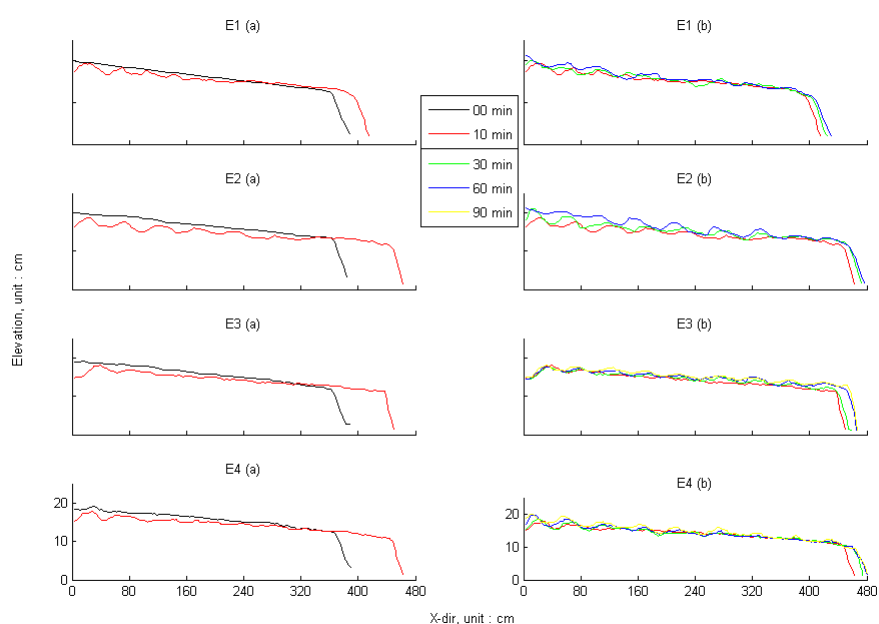 E1 (a)
E1 (b)
00 min
10 min
30 min
60 min
90 min
E2 (a)
E2 (b)
Elevation, unit : cm
E3 (a)
E3 (b)
E4 (a)
E4 (b)
20
10
0
20
10
0
0 80 160 240 320 400 480
0 80 160 240 320 400 480
X-dir, unit : cm